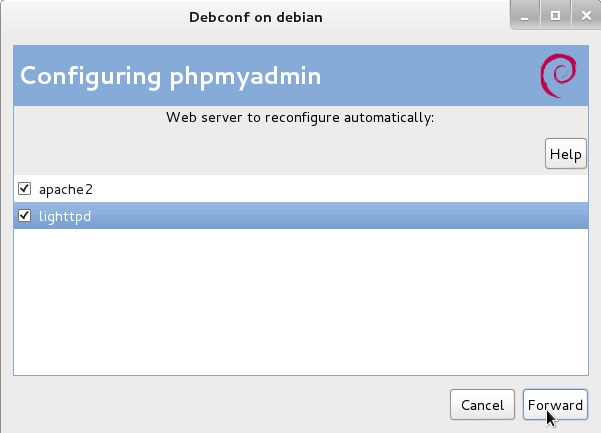 Debconf on debian
Configuring phpmyadmin
Web server to reconfigure automatically:
Help
apache2
lighttpd
Cancel
Forward